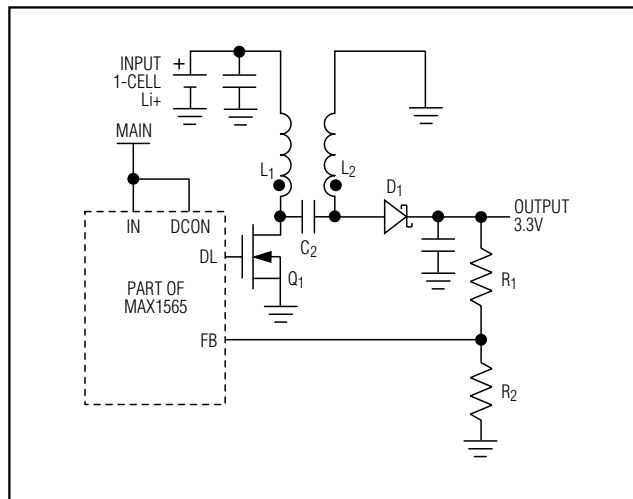 INPUT
1-CELL
Li+
+
MAIN
L1
L2
D1
OUTPUT
3.3V
IN
DCON
C2
DL
Q1
R1
PART OF
MAX1565
FB
R2